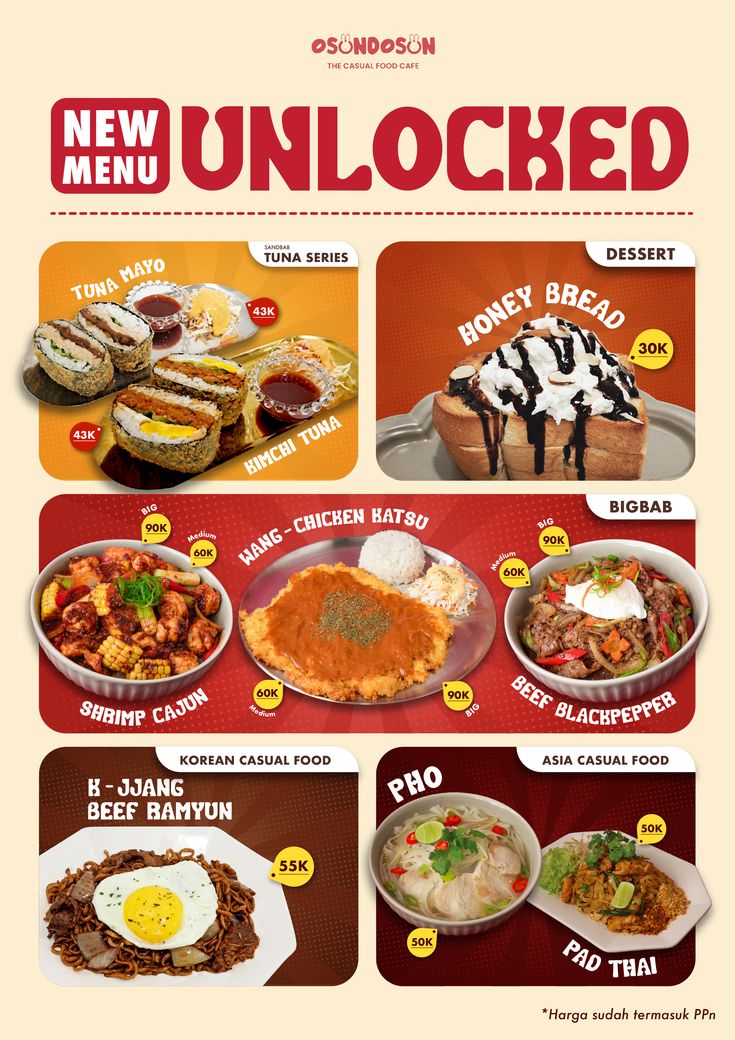 OSONDOSON
THE CASUAL FOOD CAFE
NEW
MENU
UNLOCKED
SANDBAB
TUNA SERIES
TUNA MAYO
43K
43K
KIMCHI TUNA
DESSERT
HONEY BREAD
30K
BIGBAB
BIG
90K
Medium
60K
SHRIMP CAJUN
WANG-CHICKEN KATSU
60K
Medium
90K
BIG
BIG
90K
Medium
60K
BEEF BLACKPEPPER
KOREAN CASUAL FOOD
K-JJANG
BEEF RAMYUN
55K
ASIA CASUAL FOOD
PHO
50K
50K
PAD THAI
*Harga sudah termasuk PPn